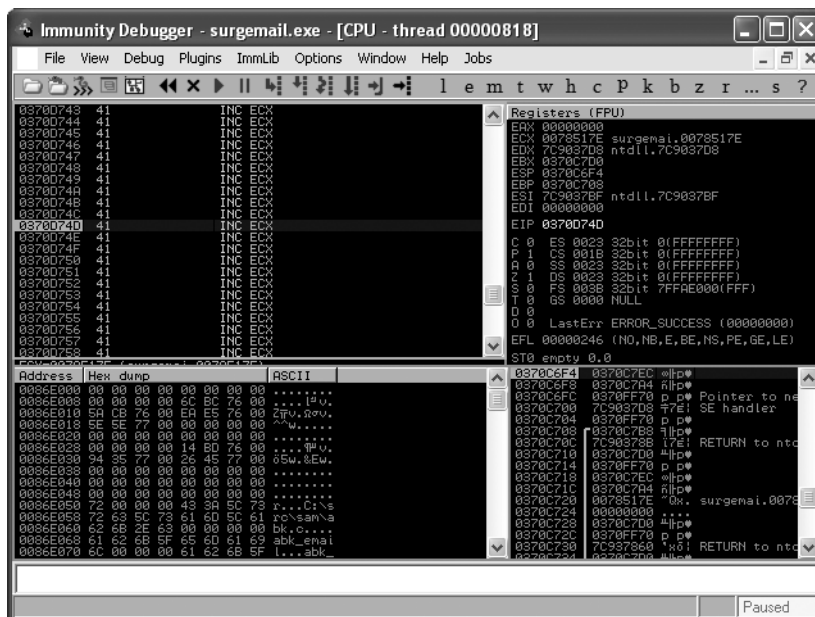 Immunity Debugger - surgemail.exe - [CPU - thread 00000818]
File View Debug Plugins ImmLib Options Window Help Jobs
l e m t w h c P k b z r ... s ?
0370D743 41 INC ECX
0370D744 41 INC ECX
0370D745 41 INC ECX
0370D746 41 INC ECX
0370D747 41 INC ECX
0370D748 41 INC ECX
0370D749 41 INC ECX
0370D74A 41 INC ECX
0370D74B 41 INC ECX
0370D74C 41 INC ECX
0370D74D 41 INC ECX
0370D74E 41 INC ECX
0370D74F 41 INC ECX
0370D750 41 INC ECX
0370D751 41 INC ECX
0370D752 41 INC ECX
0370D753 41 INC ECX
0370D754 41 INC ECX
0370D755 41 INC ECX
0370D756 41 INC ECX
0370D757 41 INC ECX
0370D758 41 INC ECX
Registers (FPU)
EAX 00000000
ECX 0078517E surgemai.0078517E
EDX 7C9037D8 ntdll.7C9037D8
EBX 0370C7D0
ESP 0370C6F4
EBP 0370C708
ESI 7C9037BF ntdll.7C9037BF
EDI 00000000
EIP 0370D74D
C 0 ES 0023 32bit 0(FFFFFFFF)
P 1 CS 001B 32bit 0(FFFFFFFF)
A 0 SS 0023 32bit 0(FFFFFFFF)
Z 1 DS 0023 32bit 0(FFFFFFFF)
S 0 FS 003B 32bit 7FFAE000(FFF)
T 0 GS 0000 NULL
D 0
O 0 LastErr ERROR_SUCCESS (00000000)
EFL 00000246 (NO,NB,E,BE,NS,PE,GE,LE)
ST0 empty 0.0
Address Hex dump ASCII
0086E000 00 00 00 00 00 00 00 00 ........
0086E008 00 00 00 00 6C BC 76 00
0086E010 5A CB 76 00 EA E5 76 00
0086E018 5E 5E 77 00 00 00 00 00 ^^w.....
0086E020 00 00 00 00 00 00 00 00 ........
0086E028 00 00 00 00 14 BD 76 00
0086E030 94 35 77 00 26 45 77 00 ö5w.&Ew.
0086E038 00 00 00 00 00 00 00 00 ........
0086E040 00 00 00 00 00 00 00 00 ........
0086E048 00 00 00 00 00 00 00 00 ........
0086E050 72 00 00 00 43 3A 5C 73 r...C:\s
0086E058 72 63 5C 73 61 6D 5C 61 rc\sam\a
0086E060 62 6B 2E 63 00 00 00 00 bk.c....
0086E068 61 62 6B 5F 65 6D 61 69 abk_emai
0086E070 6C 00 00 00 61 62 6B 5F l...abk_
0370C6F4 0370C7EC
0370C6F8 0370C7A4
0370C6FC 0370FF70 p p♥ Pointer to ne
0370C700 7C9037D8 SE handler
0370C704 0370FF70 p p♥
0370C708 0370C7B8
0370C70C 7C90378B RETURN to ntd
0370C710 0370C7D0
0370C714 0370FF70 p p♥
0370C718 0370C7EC
0370C71C 0370C7A4
0370C720 0078517E ~Qx. surgemai.0078
0370C724 00000000 ....
0370C728 0370C7D0
0370C72C 0370FF70 p p♥
0370C730 7C937860 RETURN to ntd
Paused